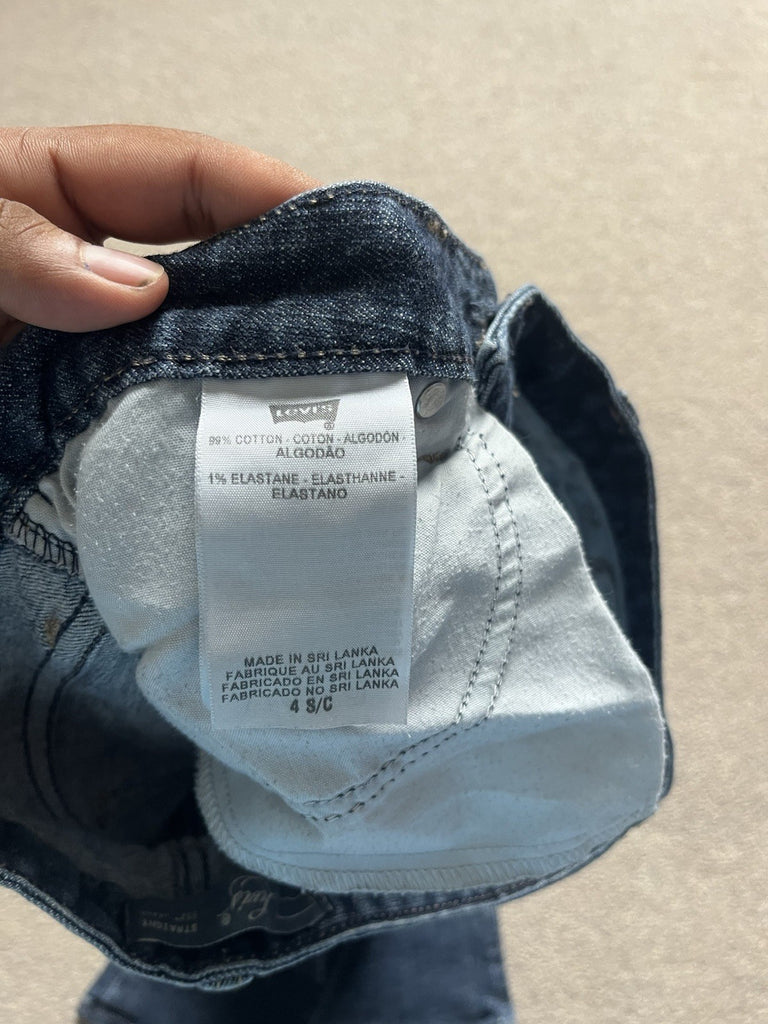 LEVI'S
®
99% COTTON - COTON - ALGODÓN -
ALGODÃO
1% ELASTANE - ELASTHANNE -
ELASTANO
MADE IN SRI LANKA
FABRIQUE AU SRI LANKA
FABRICADO EN SRI LANKA
FABRICADO NO SRI LANKA
4 S/C
STRAIGHT